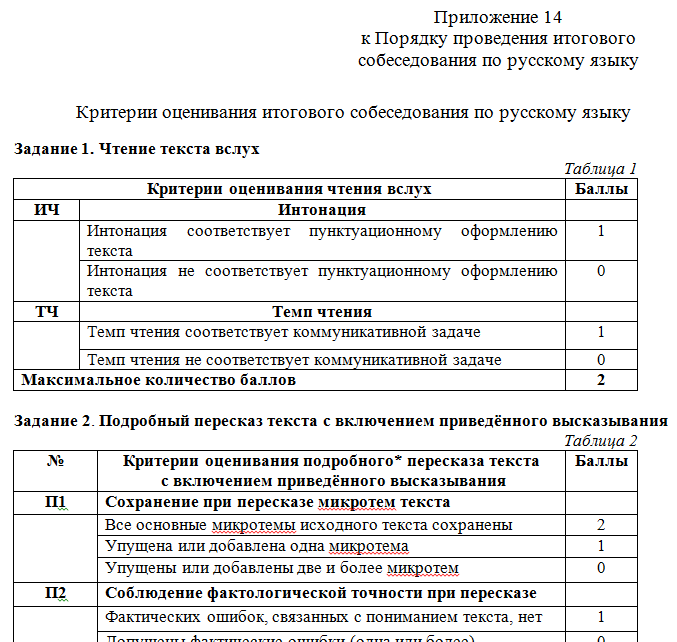 Приложение 14
к Порядку проведения итогового
собеседования по русскому языку
Критерии оценивания итогового собеседования по русскому языку
Задание 1. Чтение текста вслух
Таблица 1
Критерии оценивания чтения вслух Баллы
ИЧ Интонация
Интонация соответствует пунктуационному оформлению
текста 1
Интонация не соответствует пунктуационному оформлению
текста 0
ТЧ Темп чтения
Темп чтения соответствует коммуникативной задаче 1
Темп чтения не соответствует коммуникативной задаче 0
Максимальное количество баллов 2
Задание 2. Подробный пересказ текста с включением приведённого высказывания
Таблица 2
№ Критерии оценивания подробного* пересказа текста
с включением приведённого высказывания Баллы
П1 Сохранение при пересказе микротем текста
Все основные микротемы исходного текста сохранены 2
Упущена или добавлена одна микротема 1
Упущены или добавлены две и более микротем 0
П2 Соблюдение фактологической точности при пересказе
Фактических ошибок, связанных с пониманием текста, нет 1
Допущены фактические ошибки (одна или более) 0